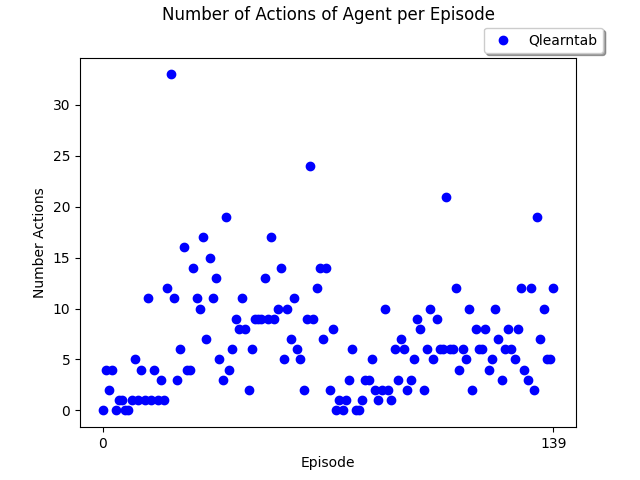 Number of Actions of Agent per Episode
Qlearntab
30
25
20
15
10
5
0
Number Actions
0
139
Episode